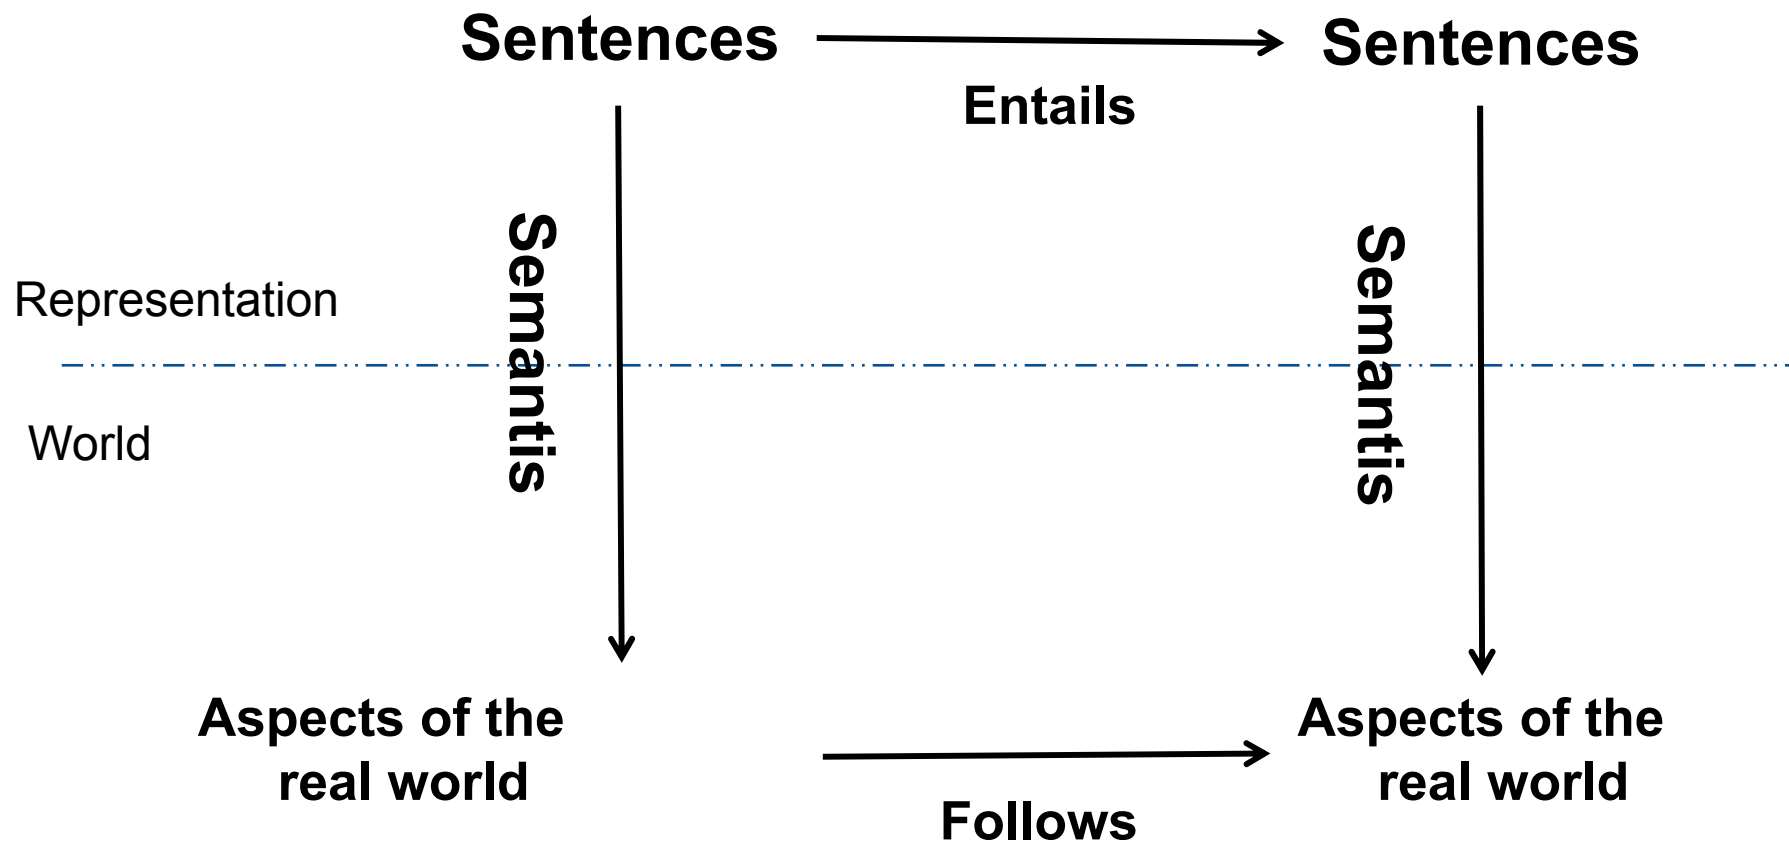 Sentences
Sentences
Entails
Semantis
Semantis
Representation
World
Aspects of the
real world
Aspects of the
real world
Follows